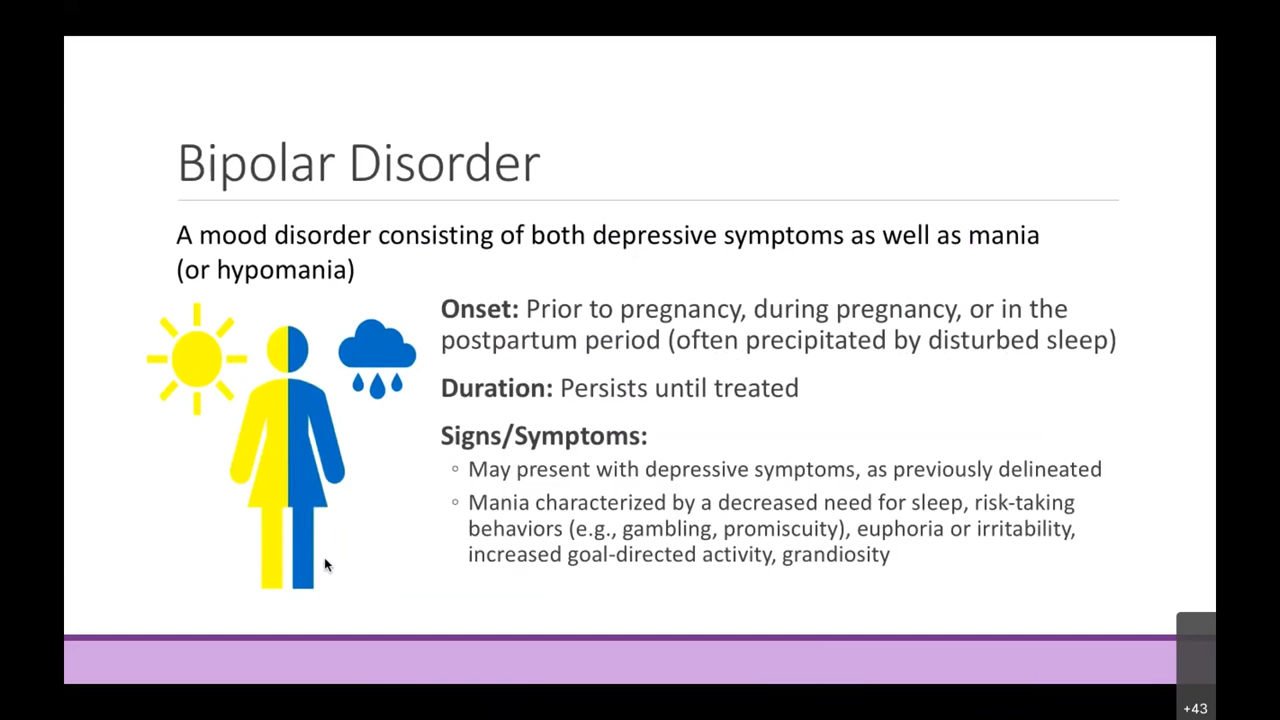 Bipolar Disorder
A mood disorder consisting of both depressive symptoms as well as mania
(or hypomania)
Onset: Prior to pregnancy, during pregnancy, or in the
postpartum period (often precipitated by disturbed sleep)
Duration: Persists until treated
Signs/Symptoms:
◦ May present with depressive symptoms, as previously delineated
◦ Mania characterized by a decreased need for sleep, risk-taking
behaviors (e.g., gambling, promiscuity), euphoria or irritability,
increased goal-directed activity, grandiosity
+43